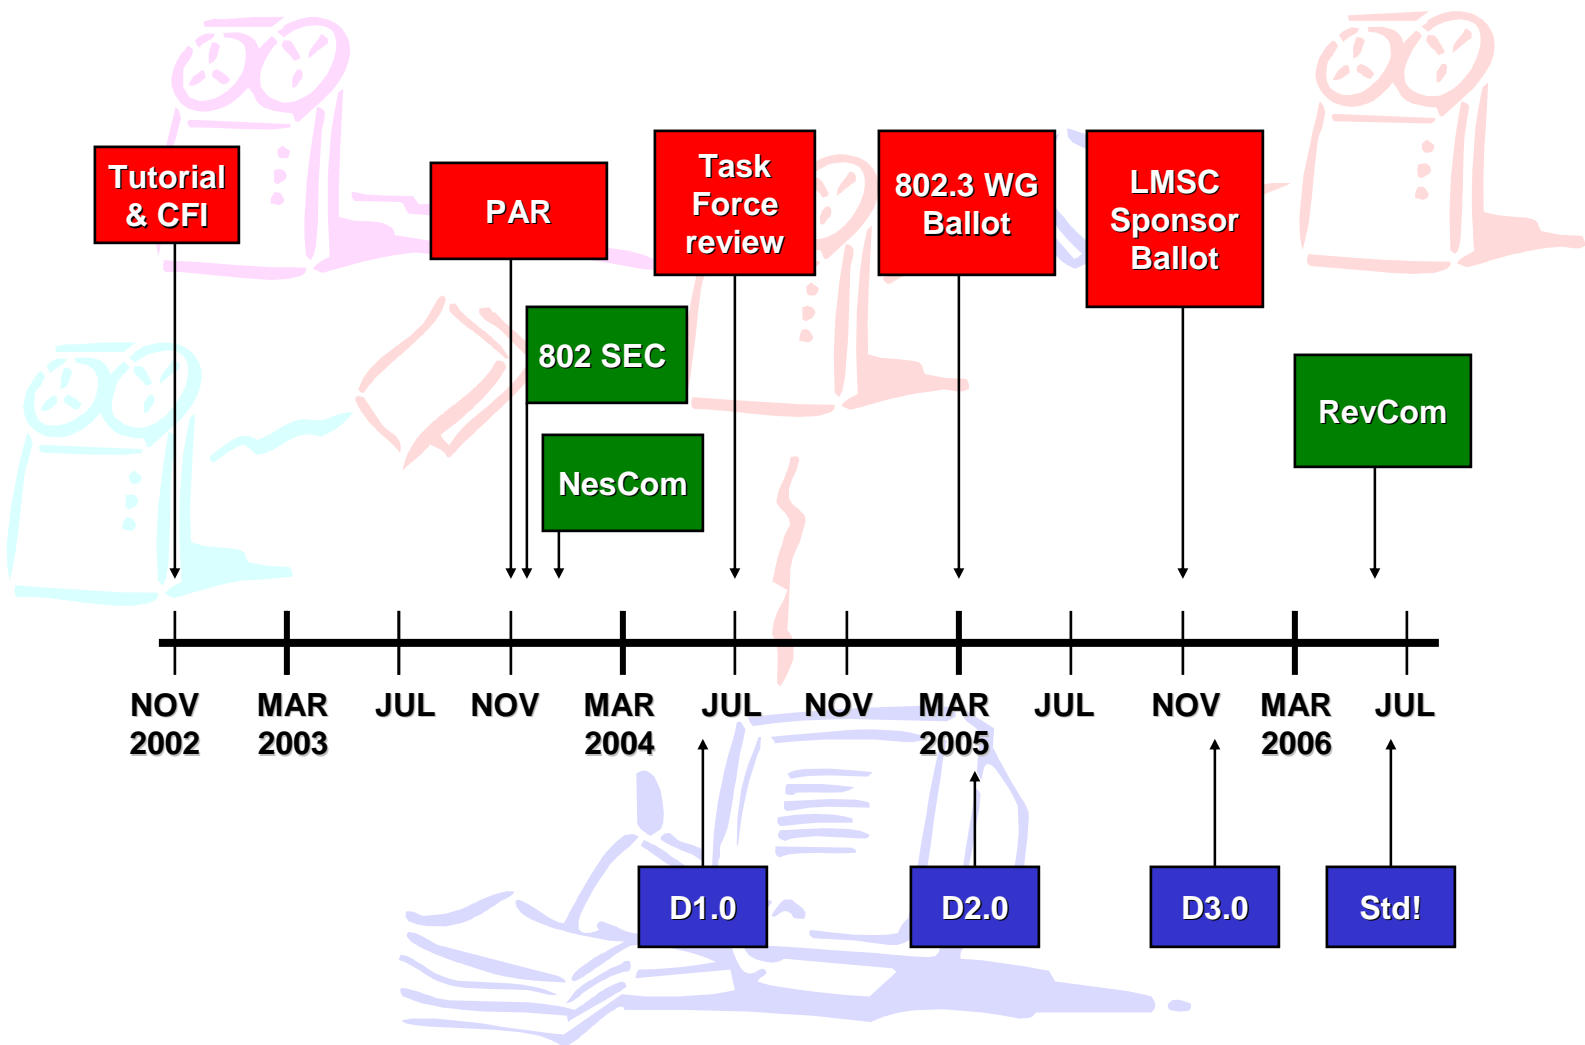 Tutorial
& CFI
PAR
Task
Force
review
802.3 WG
Ballot
LMSC
Sponsor
Ballot
802 SEC
RevCom
NesCom
NOV
2002
MAR
2003
JUL
NOV
MAR
2004
JUL
NOV
MAR
2005
JUL
NOV
MAR
2006
JUL
D1.0
D2.0
D3.0
Std!